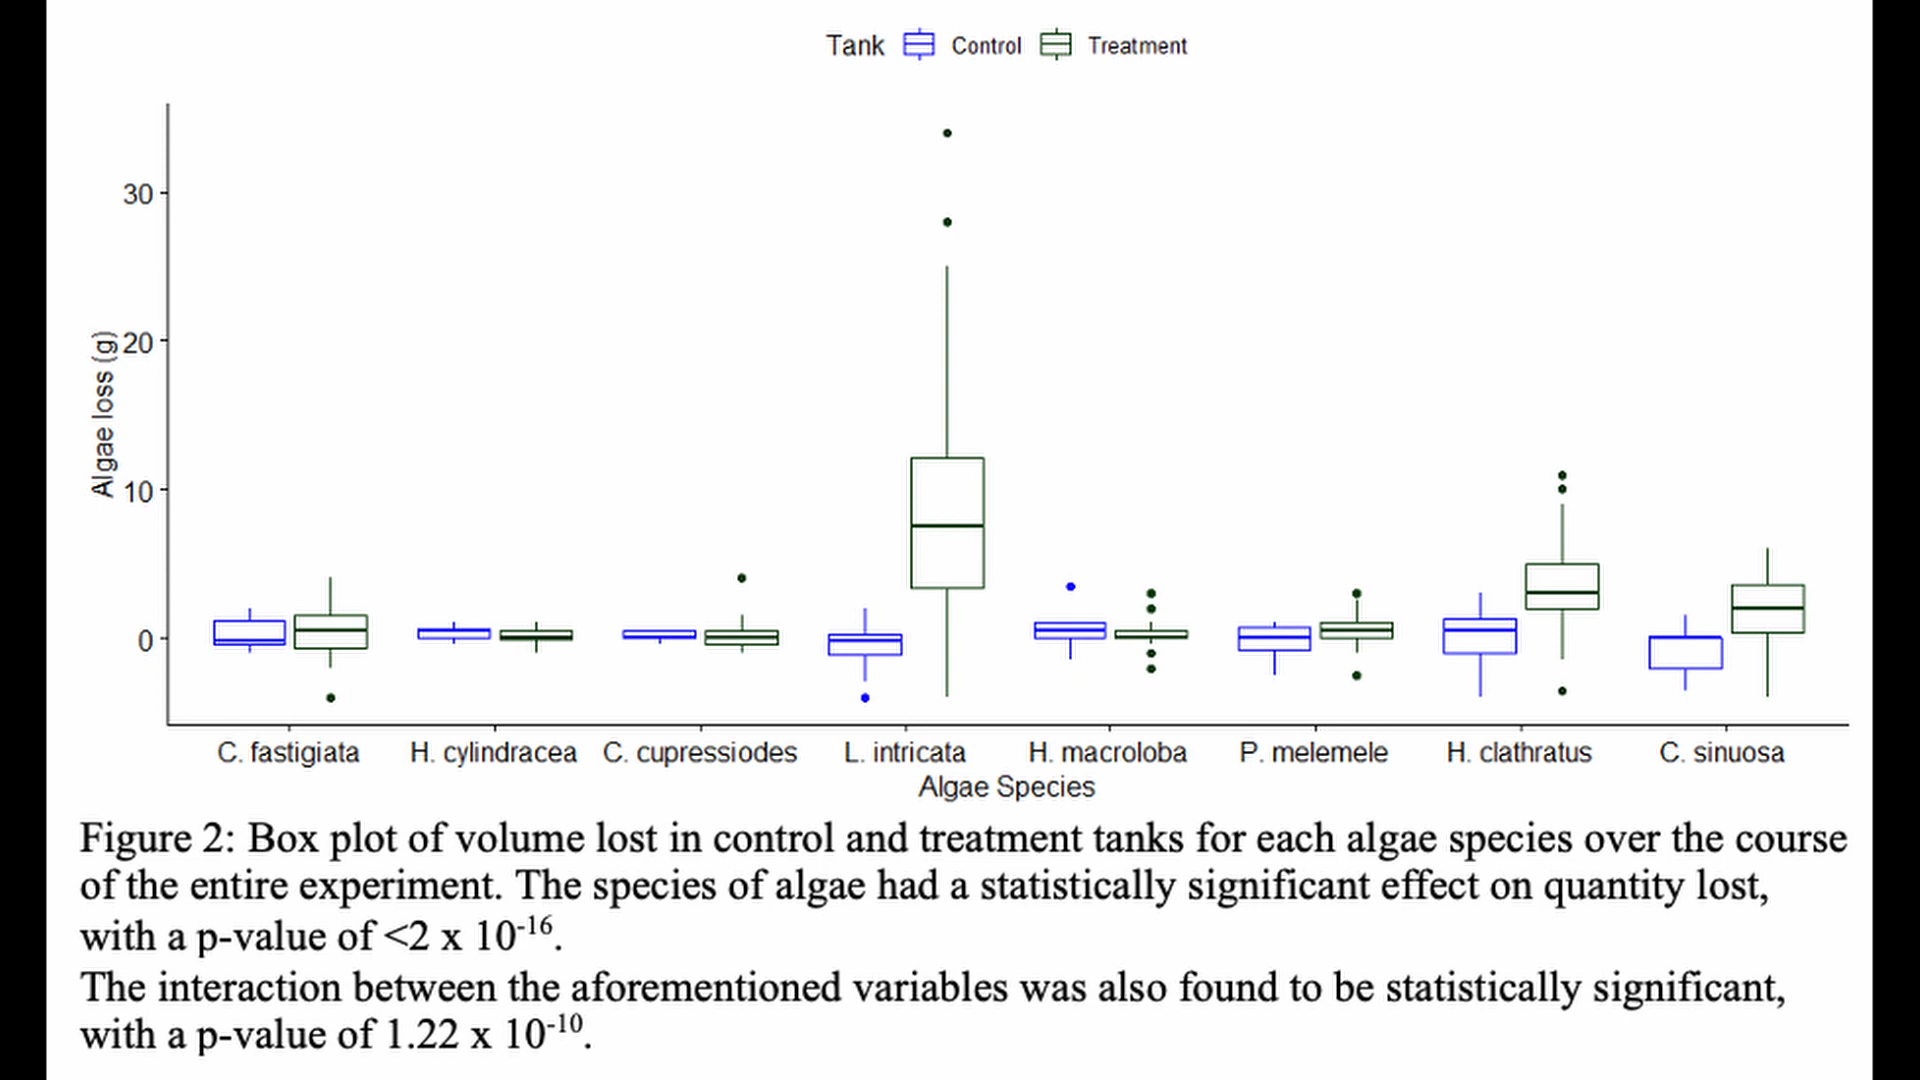 Tank Control Treatment
30
20
10
0
Algae loss (g)
C. fastigiata H. cylindracea C. cupressiodes L. intricata H. macroloba P. melemele H. clathratus C. sinuosa
Algae Species
Figure 2: Box plot of volume lost in control and treatment tanks for each algae species over the course
of the entire experiment. The species of algae had a statistically significant effect on quantity lost,
with a p-value of <2 x 10⁻¹⁶.
The interaction between the aforementioned variables was also found to be statistically significant,
with a p-value of 1.22 x 10⁻¹⁰.